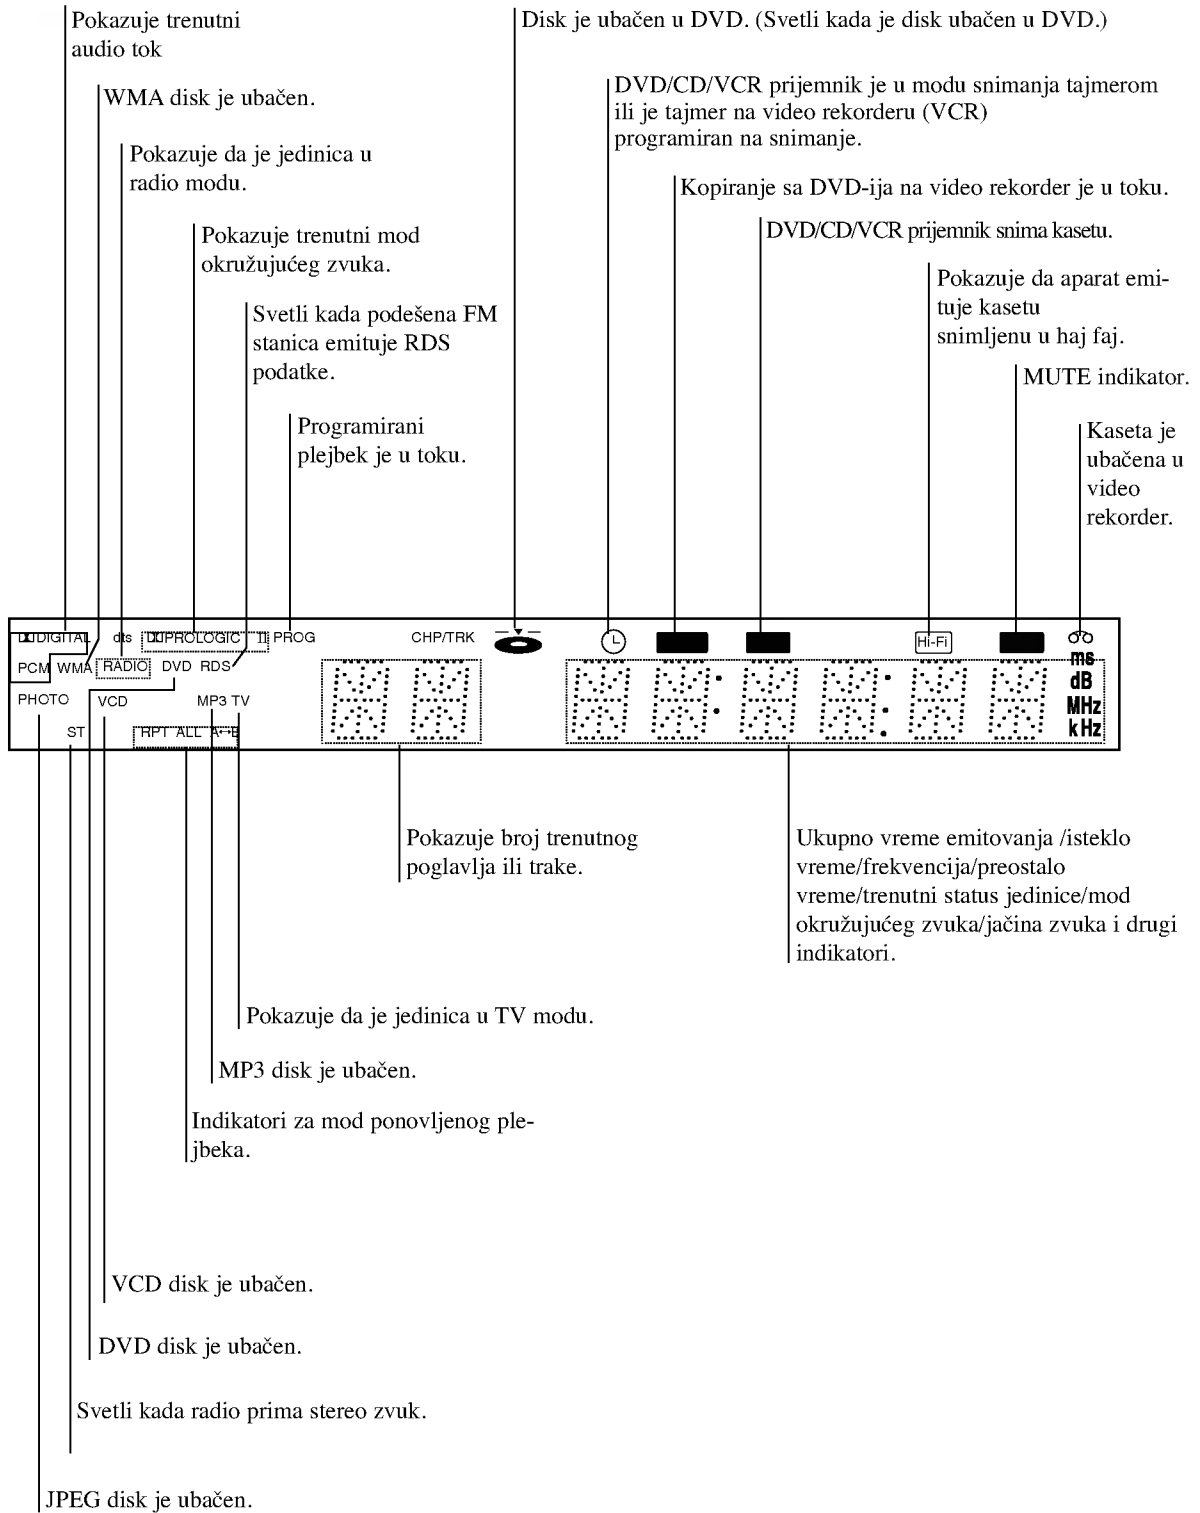 Pokazuje trenutni
audio tok
Disk je ubačen u DVD. (Svetli kada je disk ubačen u DVD.)
WMA disk je ubačen.
DVD/CD/VCR prijemnik je u modu snimanja tajmerom
ili je tajmer na video rekorderu (VCR)
programiran na snimanje.
Pokazuje da je jedinica u
radio modu.
Kopiranje sa DVD-ija na video rekorder je u toku.
Pokazuje trenutni mod
okružujućeg zvuka.
DVD/CD/VCR prijemnik snima kasetu.
Pokazuje da aparat emi-
tuje kasetu
snimljenu u haj faj.
Svetli kada podešena FM
stanica emituje RDS
podatke.
MUTE indikator.
Programirani
plejbek je u toku.
Kaseta je
ubačena u
video
rekorder.
DIGITAL dts PROLOGIC II PROG CHP/TRK Hi-Fi
PCM WMA RADIO DVD RDS
PHOTO VCD MP3 TV
ST RPT ALL A↔B
ms
dB
MHz
kHz
Pokazuje broj trenutnog
poglavlja ili trake.
Ukupno vreme emitovanja /isteklo
vreme/frekvencija/preostalo
vreme/trenutni status jedinice/mod
okružujućeg zvuka/jačina zvuka i drugi
indikatori.
Pokazuje da je jedinica u TV modu.
MP3 disk je ubačen.
Indikatori za mod ponovljenog ple-
jbeka.
VCD disk je ubačen.
DVD disk je ubačen.
Svetli kada radio prima stereo zvuk.
JPEG disk je ubačen.